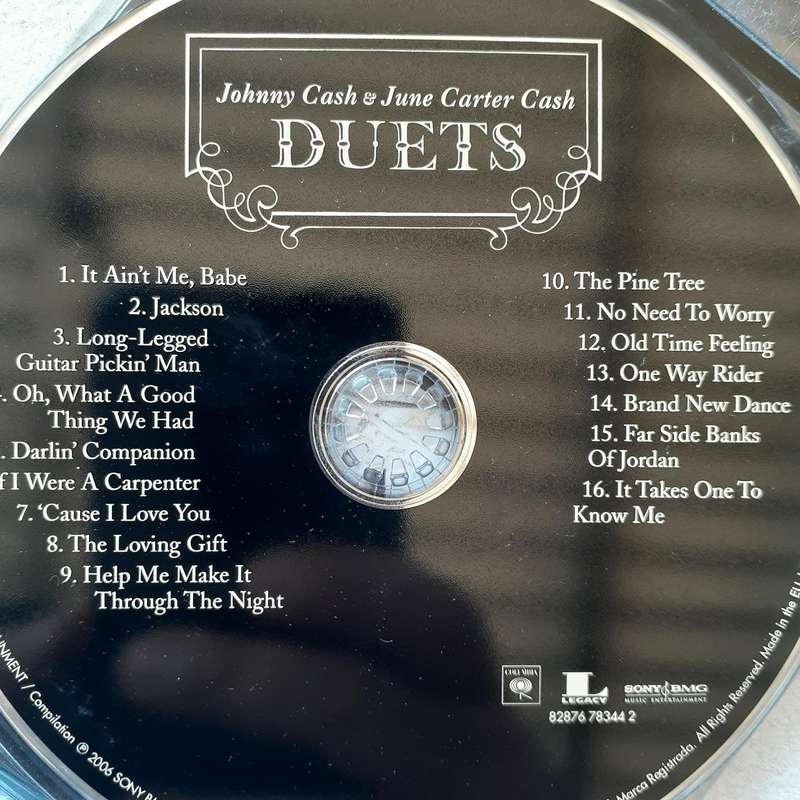 Johnny Cash & June Carter Cash
DUETS
1. It Ain't Me, Babe
2. Jackson
3. Long-Legged
Guitar Pickin' Man
. Oh, What A Good
Thing We Had
. Darlin' Companion
f I Were A Carpenter
7. 'Cause I Love You
8. The Loving Gift
9. Help Me Make It
Through The Night
10. The Pine Tree
11. No Need To Worry
12. Old Time Feeling
13. One Way Rider
14. Brand New Dance
15. Far Side Banks
Of Jordan
16. It Takes One To
Know Me
COLUMBIA
L
LEGACY
SONY BMG
MUSIC ENTERTAINMENT
82876 78344 2
INMENT / Compilation ℗ 2006 SONY B
Marca Registrada. All Rights Reserved. Made in the EU